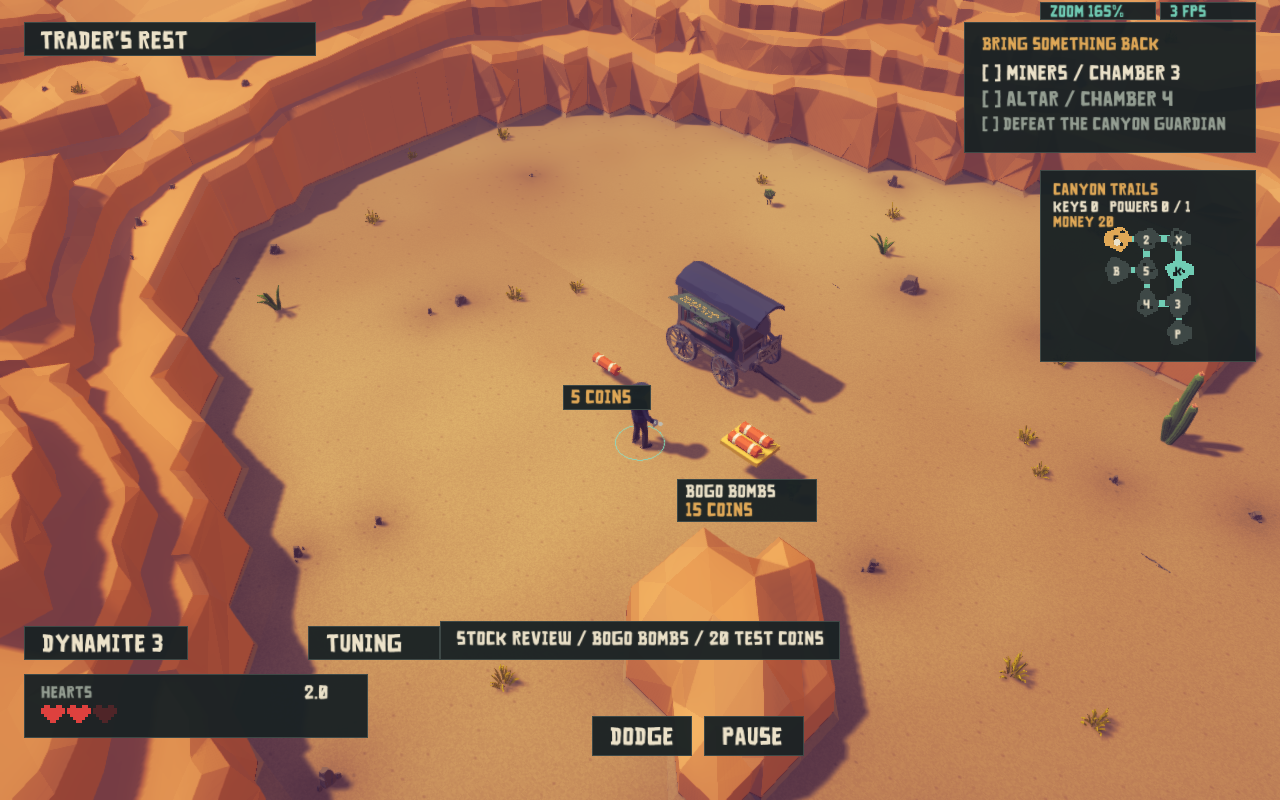 TRADER'S REST
ZOOM 165%
3 FPS
BRING SOMETHING BACK
[ ] MINERS / CHAMBER 3
[ ] ALTAR / CHAMBER 4
[ ] DEFEAT THE CANYON GUARDIAN
CANYON TRAILS
KEYS 0 POWERS 0 / 1
MONEY 20
2 X
B 5 K
4 3
P
5 COINS
BOGO BOMBS
15 COINS
DYNAMITE 3
TUNING
STOCK REVIEW / BOGO BOMBS / 20 TEST COINS
HEARTS 2.0
DODGE
PAUSE